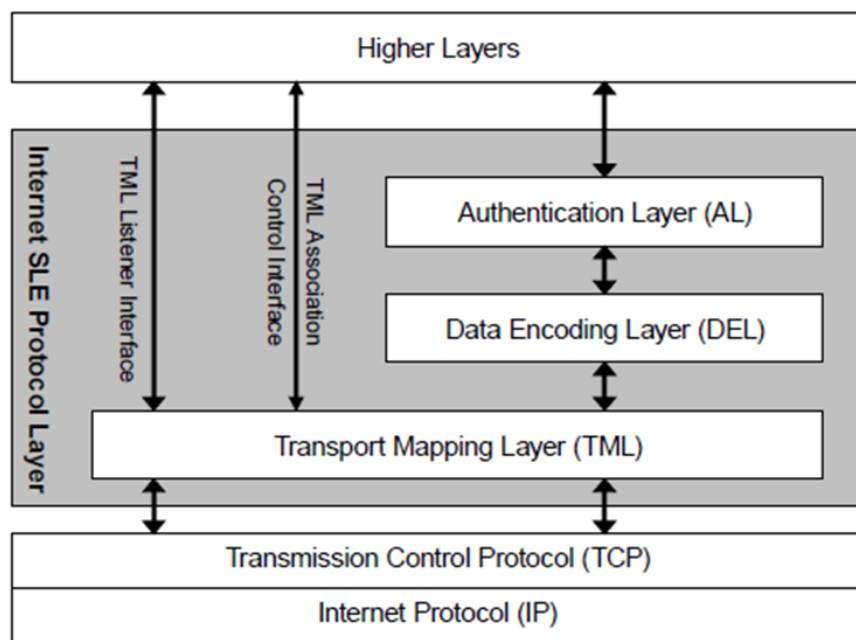 Higher Layers
Internet SLE Protocol Layer
TML Listener Interface
TML Association
Control Interface
Authentication Layer (AL)
Data Encoding Layer (DEL)
Transport Mapping Layer (TML)
Transmission Control Protocol (TCP)
Internet Protocol (IP)